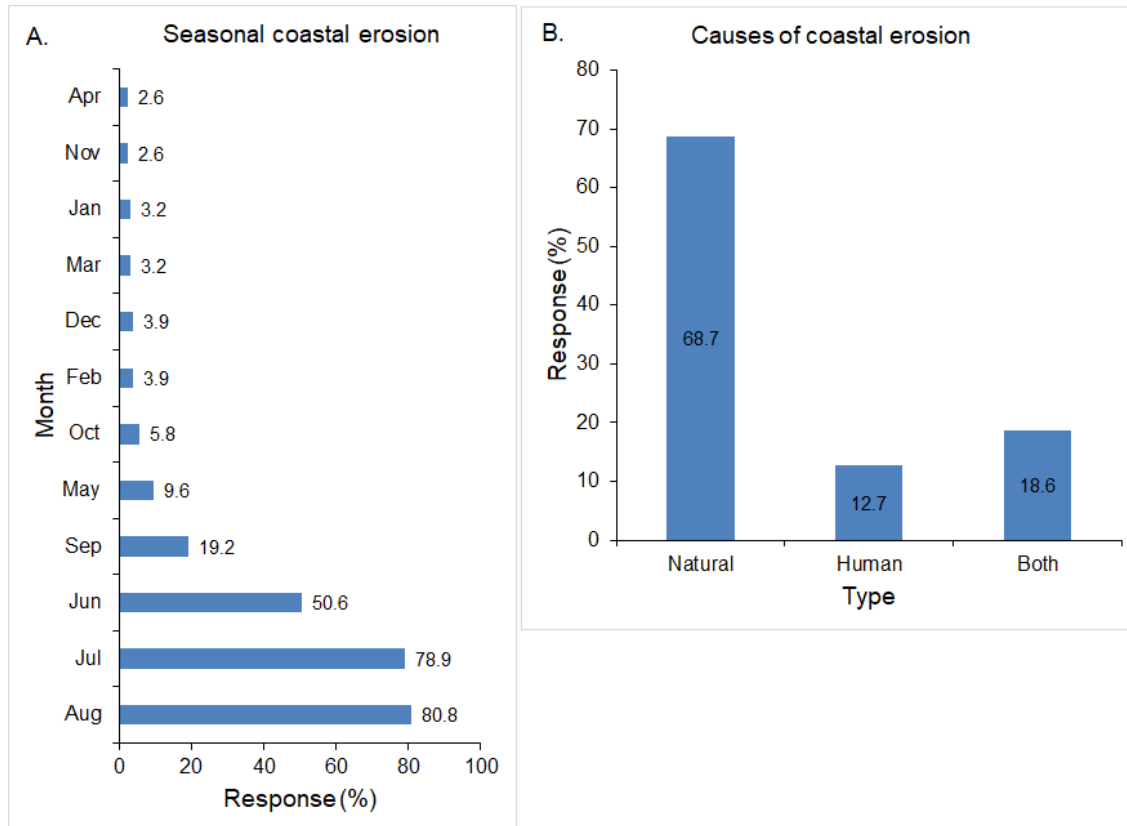 A.
Seasonal coastal erosion
Month
Apr 2.6
Nov 2.6
Jan 3.2
Mar 3.2
Dec 3.9
Feb 3.9
Oct 5.8
May 9.6
Sep 19.2
Jun 50.6
Jul 78.9
Aug 80.8
0 20 40 60 80 100
Response (%)
B.
Causes of coastal erosion
Response (%)
80
70
60
50
40
30
20
10
0
68.7
12.7
18.6
Natural Human Both
Type